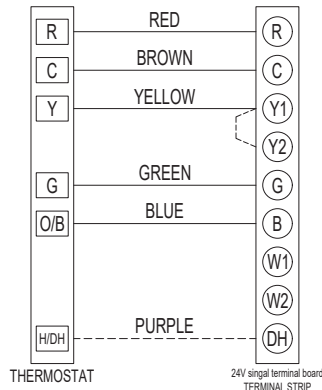 R RED R
C BROWN C
Y YELLOW Y1
Y2
G GREEN G
O/B BLUE B
W1
W2
H/DH PURPLE DH
THERMOSTAT
24V singal terminal board
TERMINAL STRIP